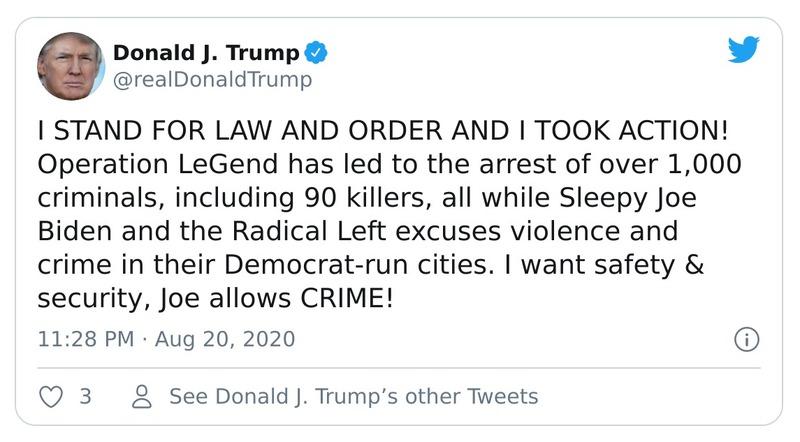 Donald J. Trump
@realDonaldTrump
I STAND FOR LAW AND ORDER AND I TOOK ACTION!
Operation LeGend has led to the arrest of over 1,000
criminals, including 90 killers, all while Sleepy Joe
Biden and the Radical Left excuses violence and
crime in their Democrat-run cities. I want safety &
security, Joe allows CRIME!
11:28 PM · Aug 20, 2020
3 See Donald J. Trump’s other Tweets